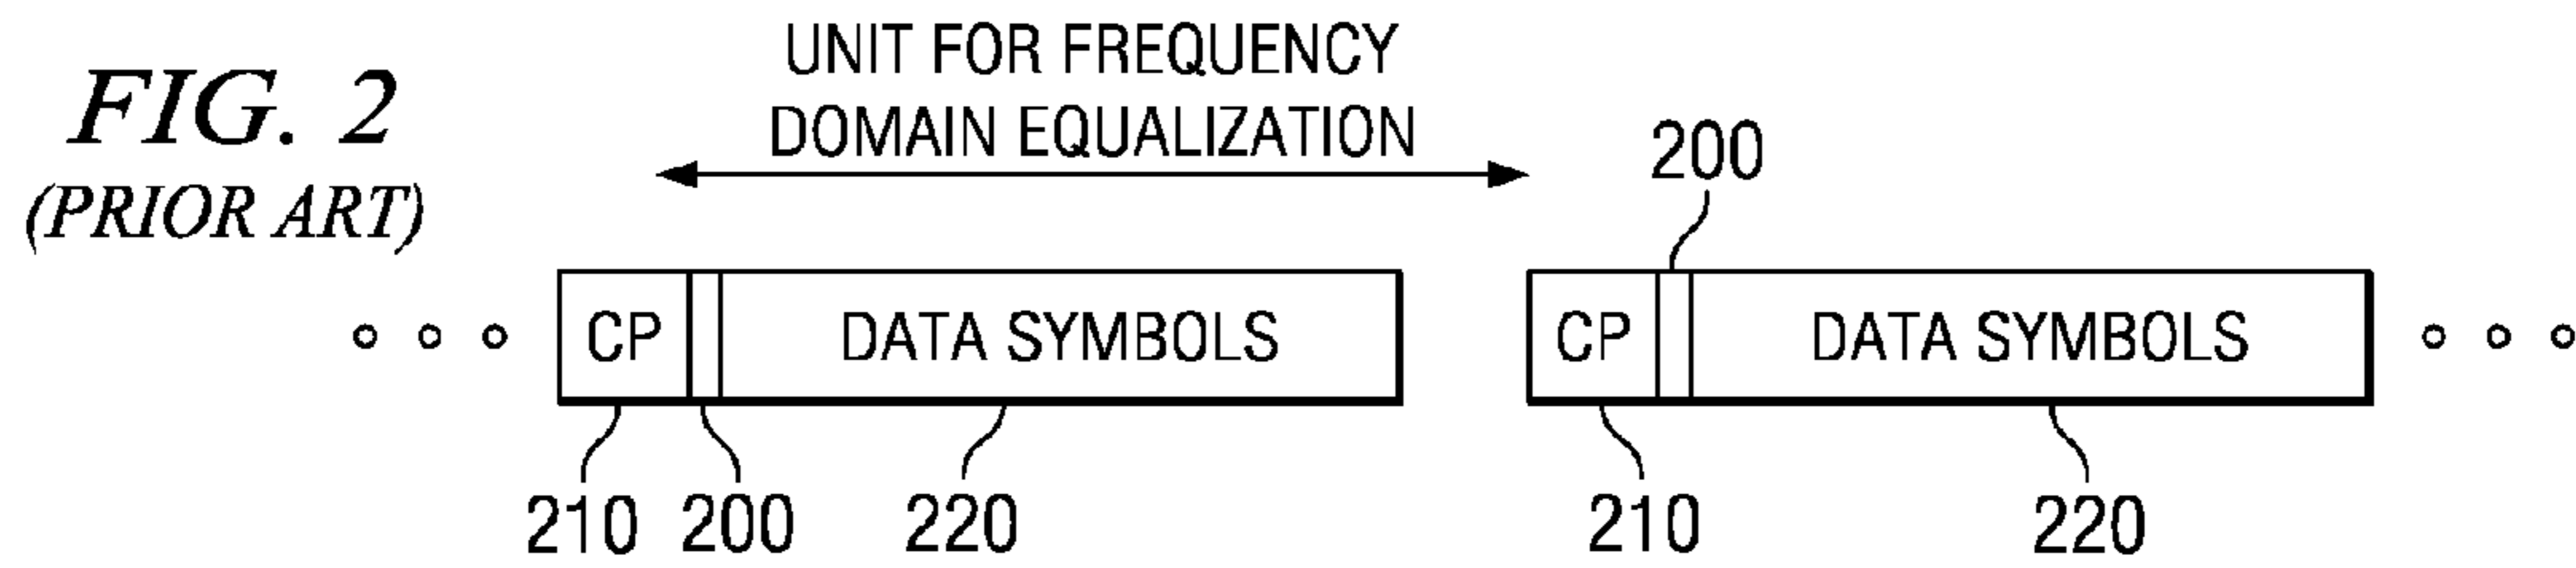 FIG. 2
(PRIOR ART)
UNIT FOR FREQUENCY
DOMAIN EQUALIZATION
200
CP DATA SYMBOLS CP DATA SYMBOLS
210 200 220 210 220